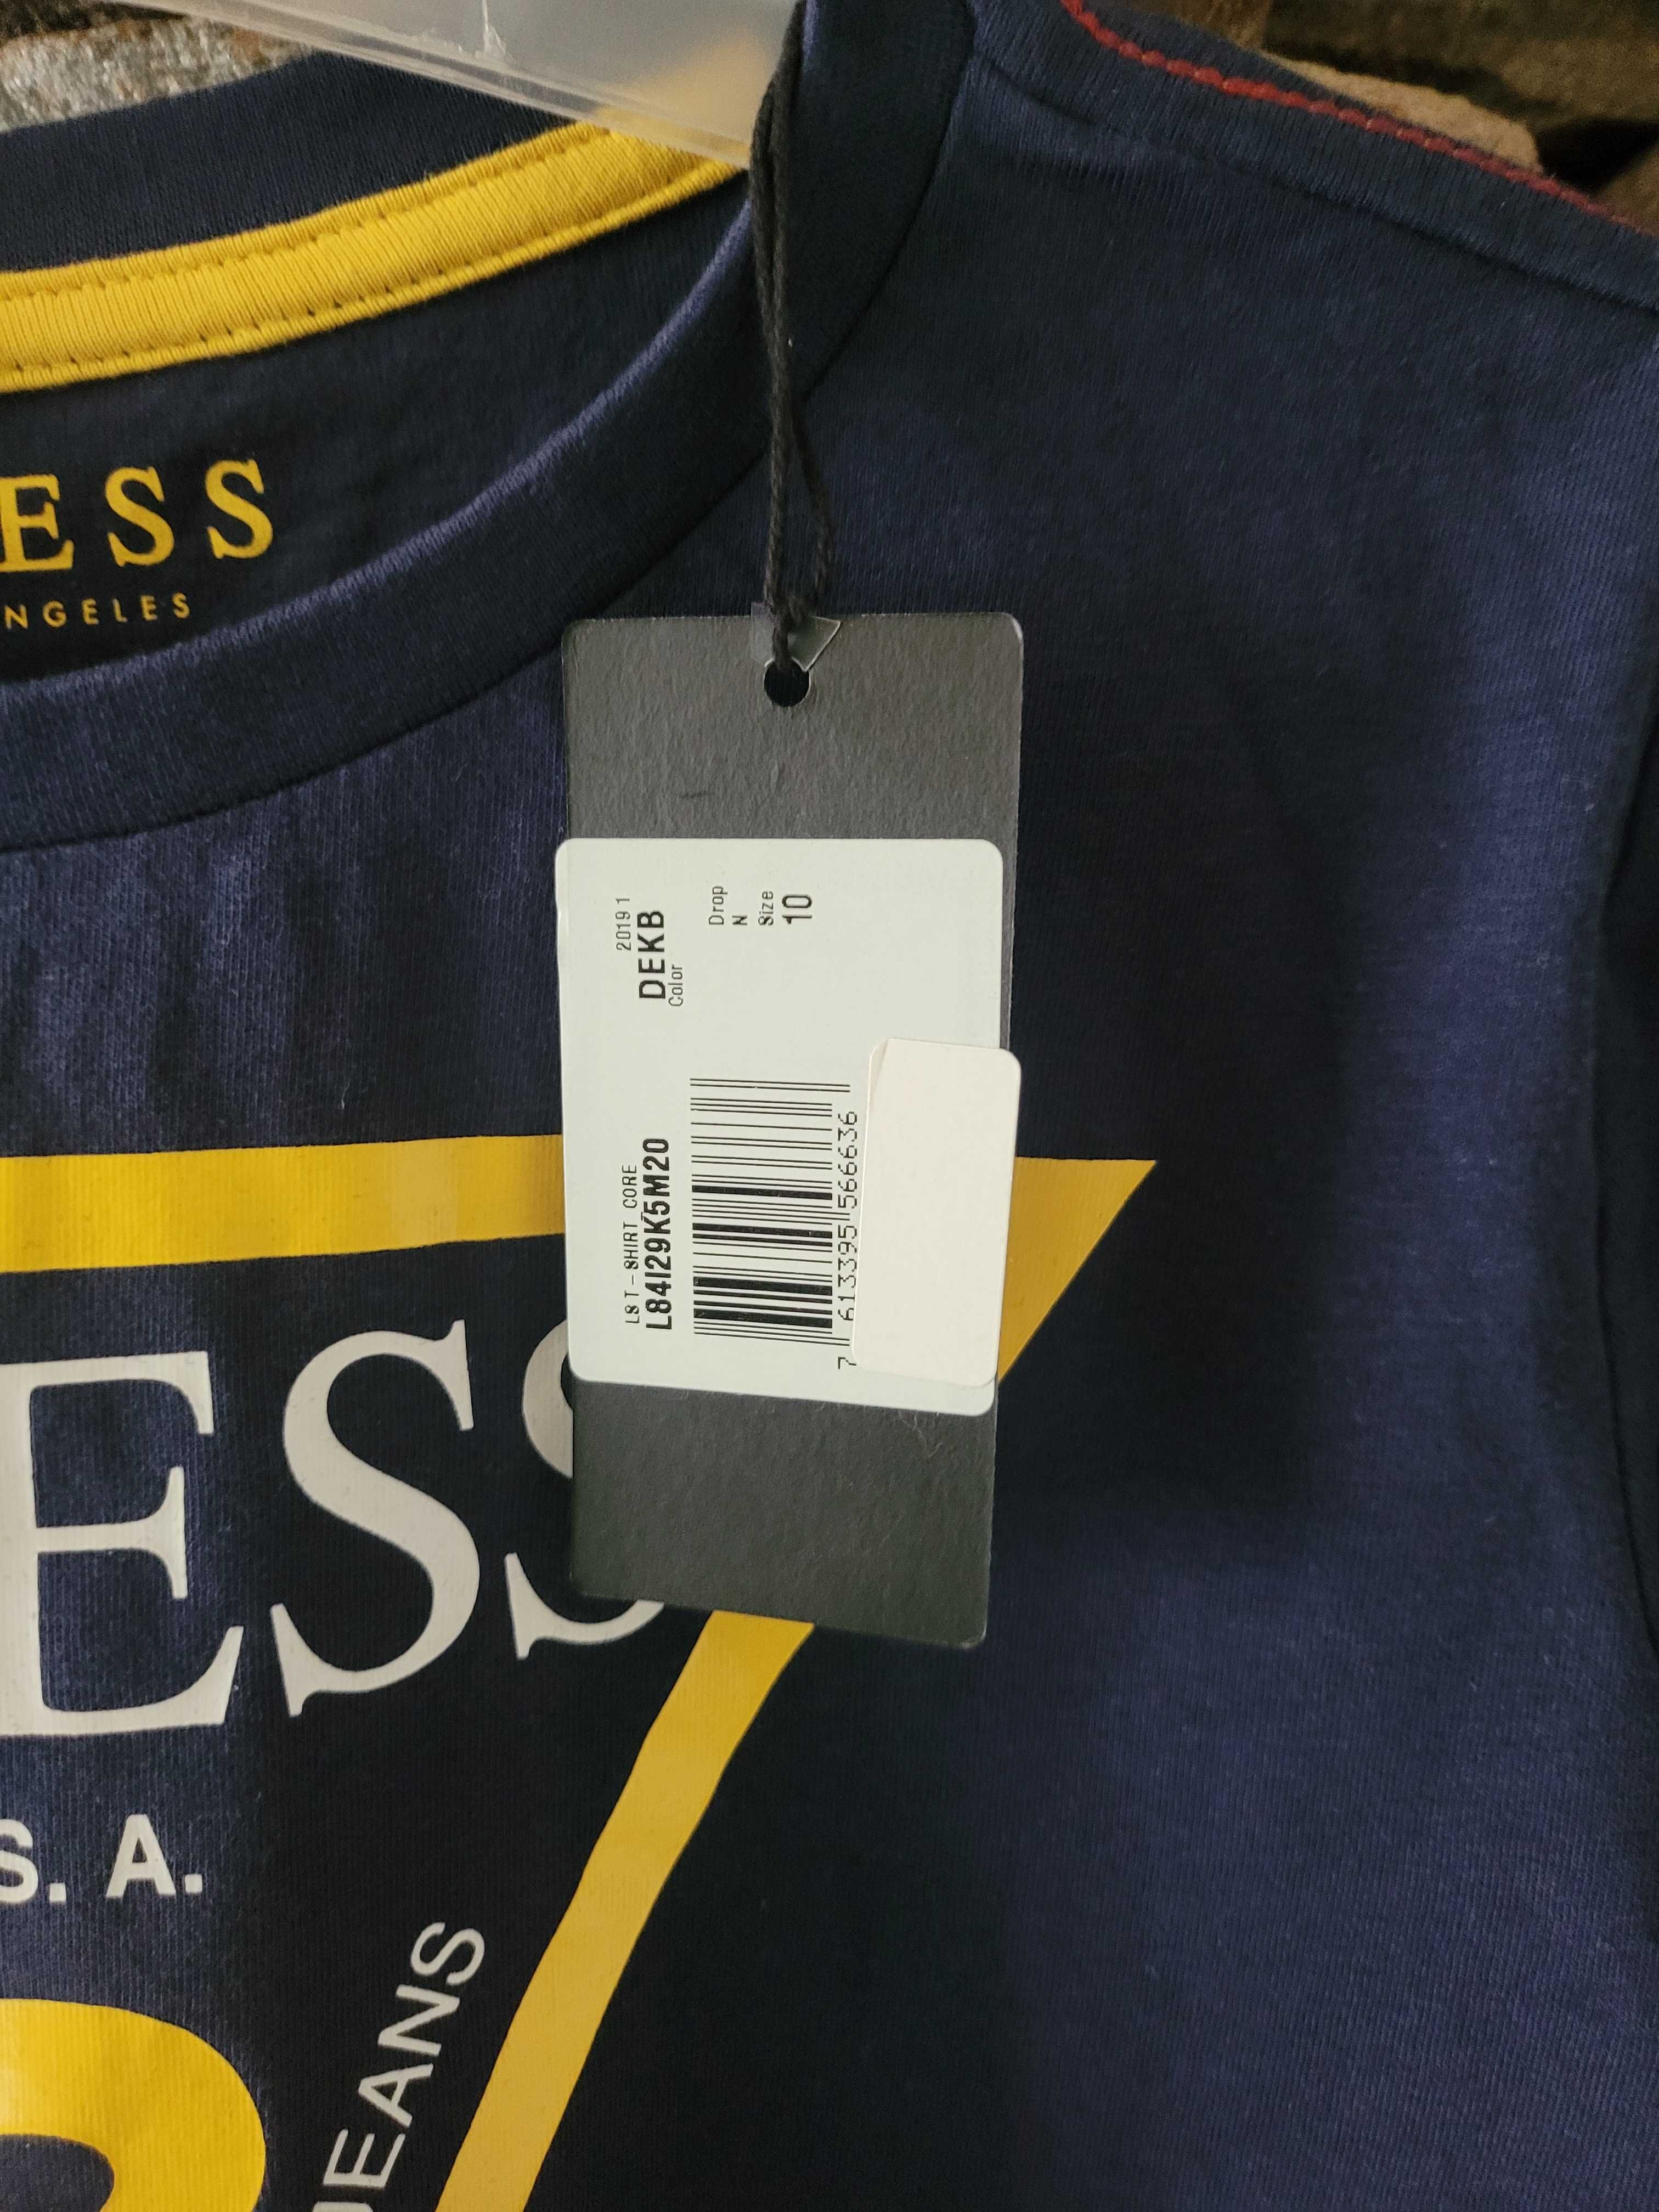 ESS
NGELES
20191
DEKB
Color
Drop
N
Size
10
LS T-SHIRT_CORE
L84I29K5M20
7 613395 566636
ESS
S. A.
JEANS